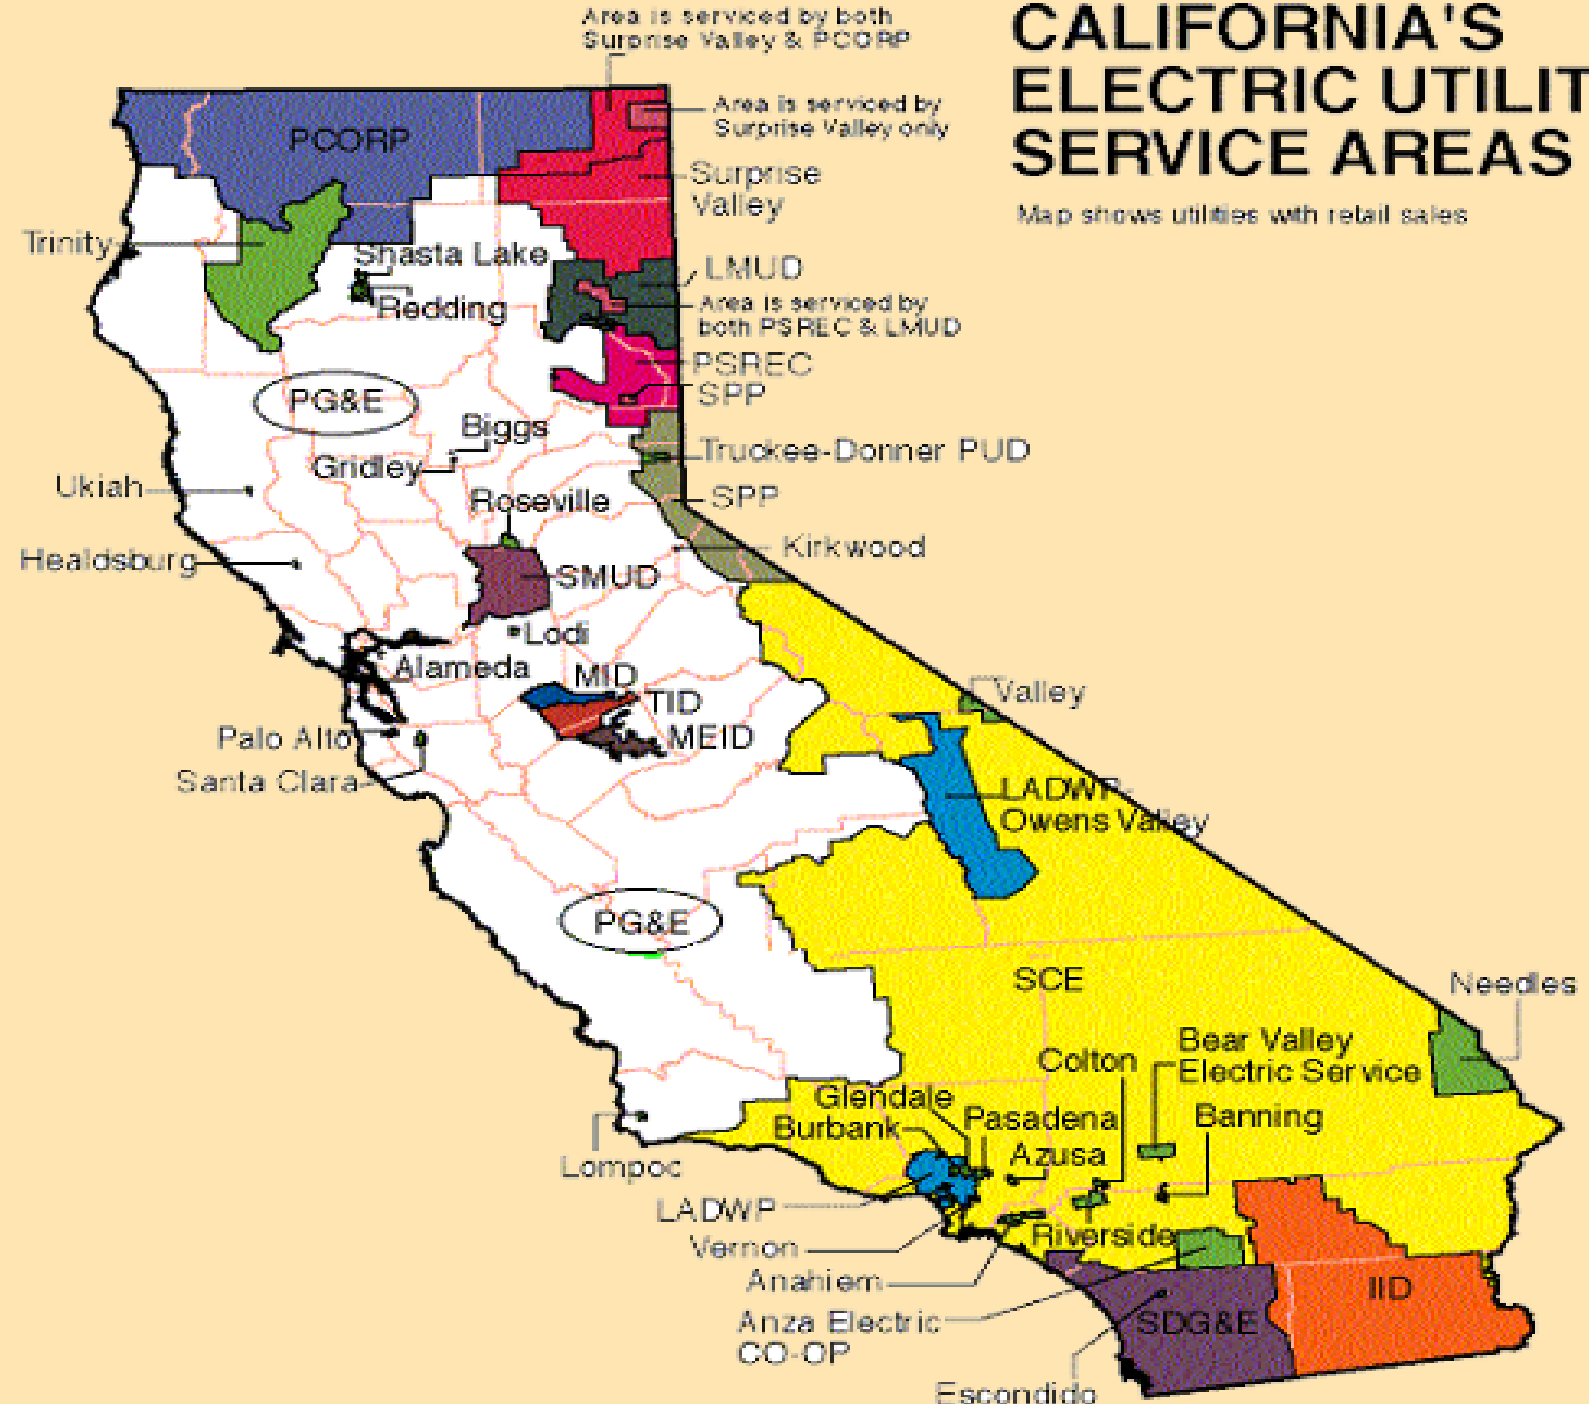 Area is serviced by both
Surprise Valley & PCORP
CALIFORNIA'S
ELECTRIC UTILIT
SERVICE AREAS
Map shows utilities with retail sales
Area is serviced by
Surprise Valley only
PCORP
Surprise
Valley
Trinity
Shasta Lake
LMUD
Redding
Area is serviced by
both PSREC & LMUD
PSREC
SPP
PG&E
Biggs
Gridley
Truckee-Donner PUD
Ukiah
Roseville
SPP
Healdsburg
Kirkwood
SMUD
Lodi
Alameda
MID
TID
MEID
Valley
Palo Alto
Santa Clara
LADWP-
Owens Valley
PG&E
SCE
Needles
Bear Valley
Electric Service
Colton
Glendale
Pasadena
Banning
Burbank
Azusa
Lompoc
LADWP
Vernon
Riverside
Anahiem
IID
Anza Electric
CO-OP
SDG&E
Escondido